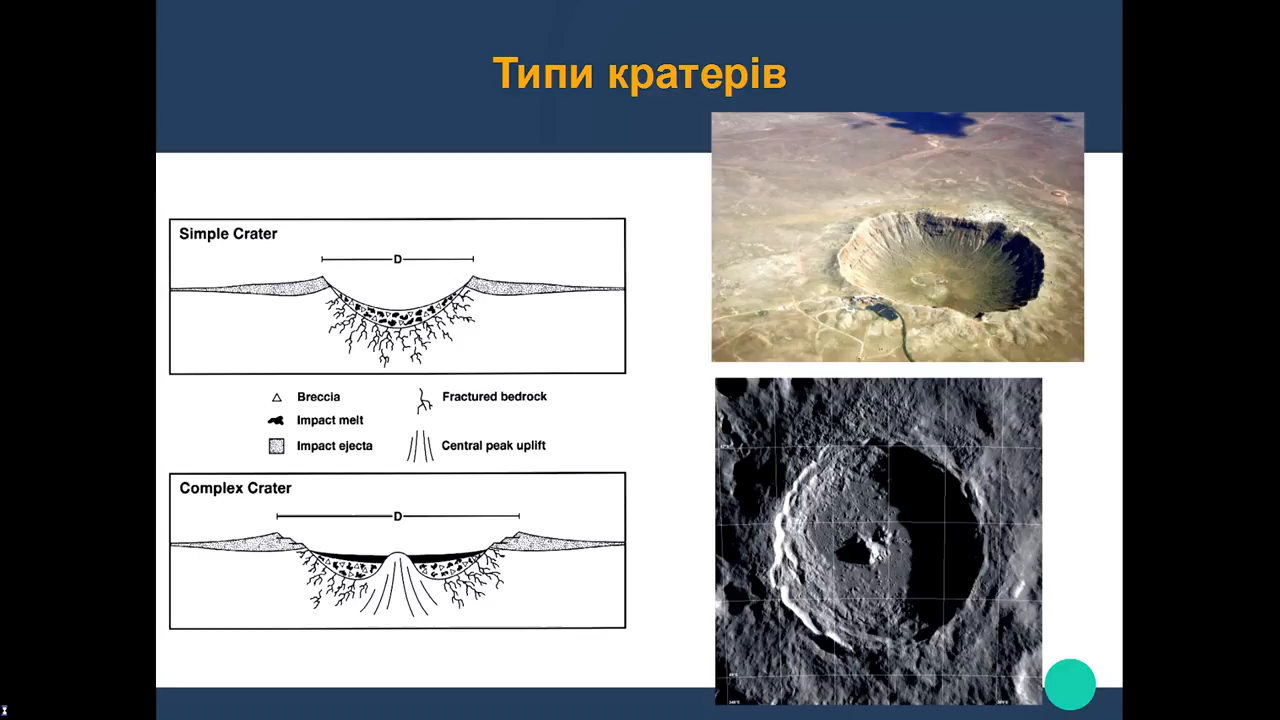 Типи кратерів
Simple Crater
D
Breccia
Fractured bedrock
Impact melt
Impact ejecta
Central peak uplift
Complex Crater
D